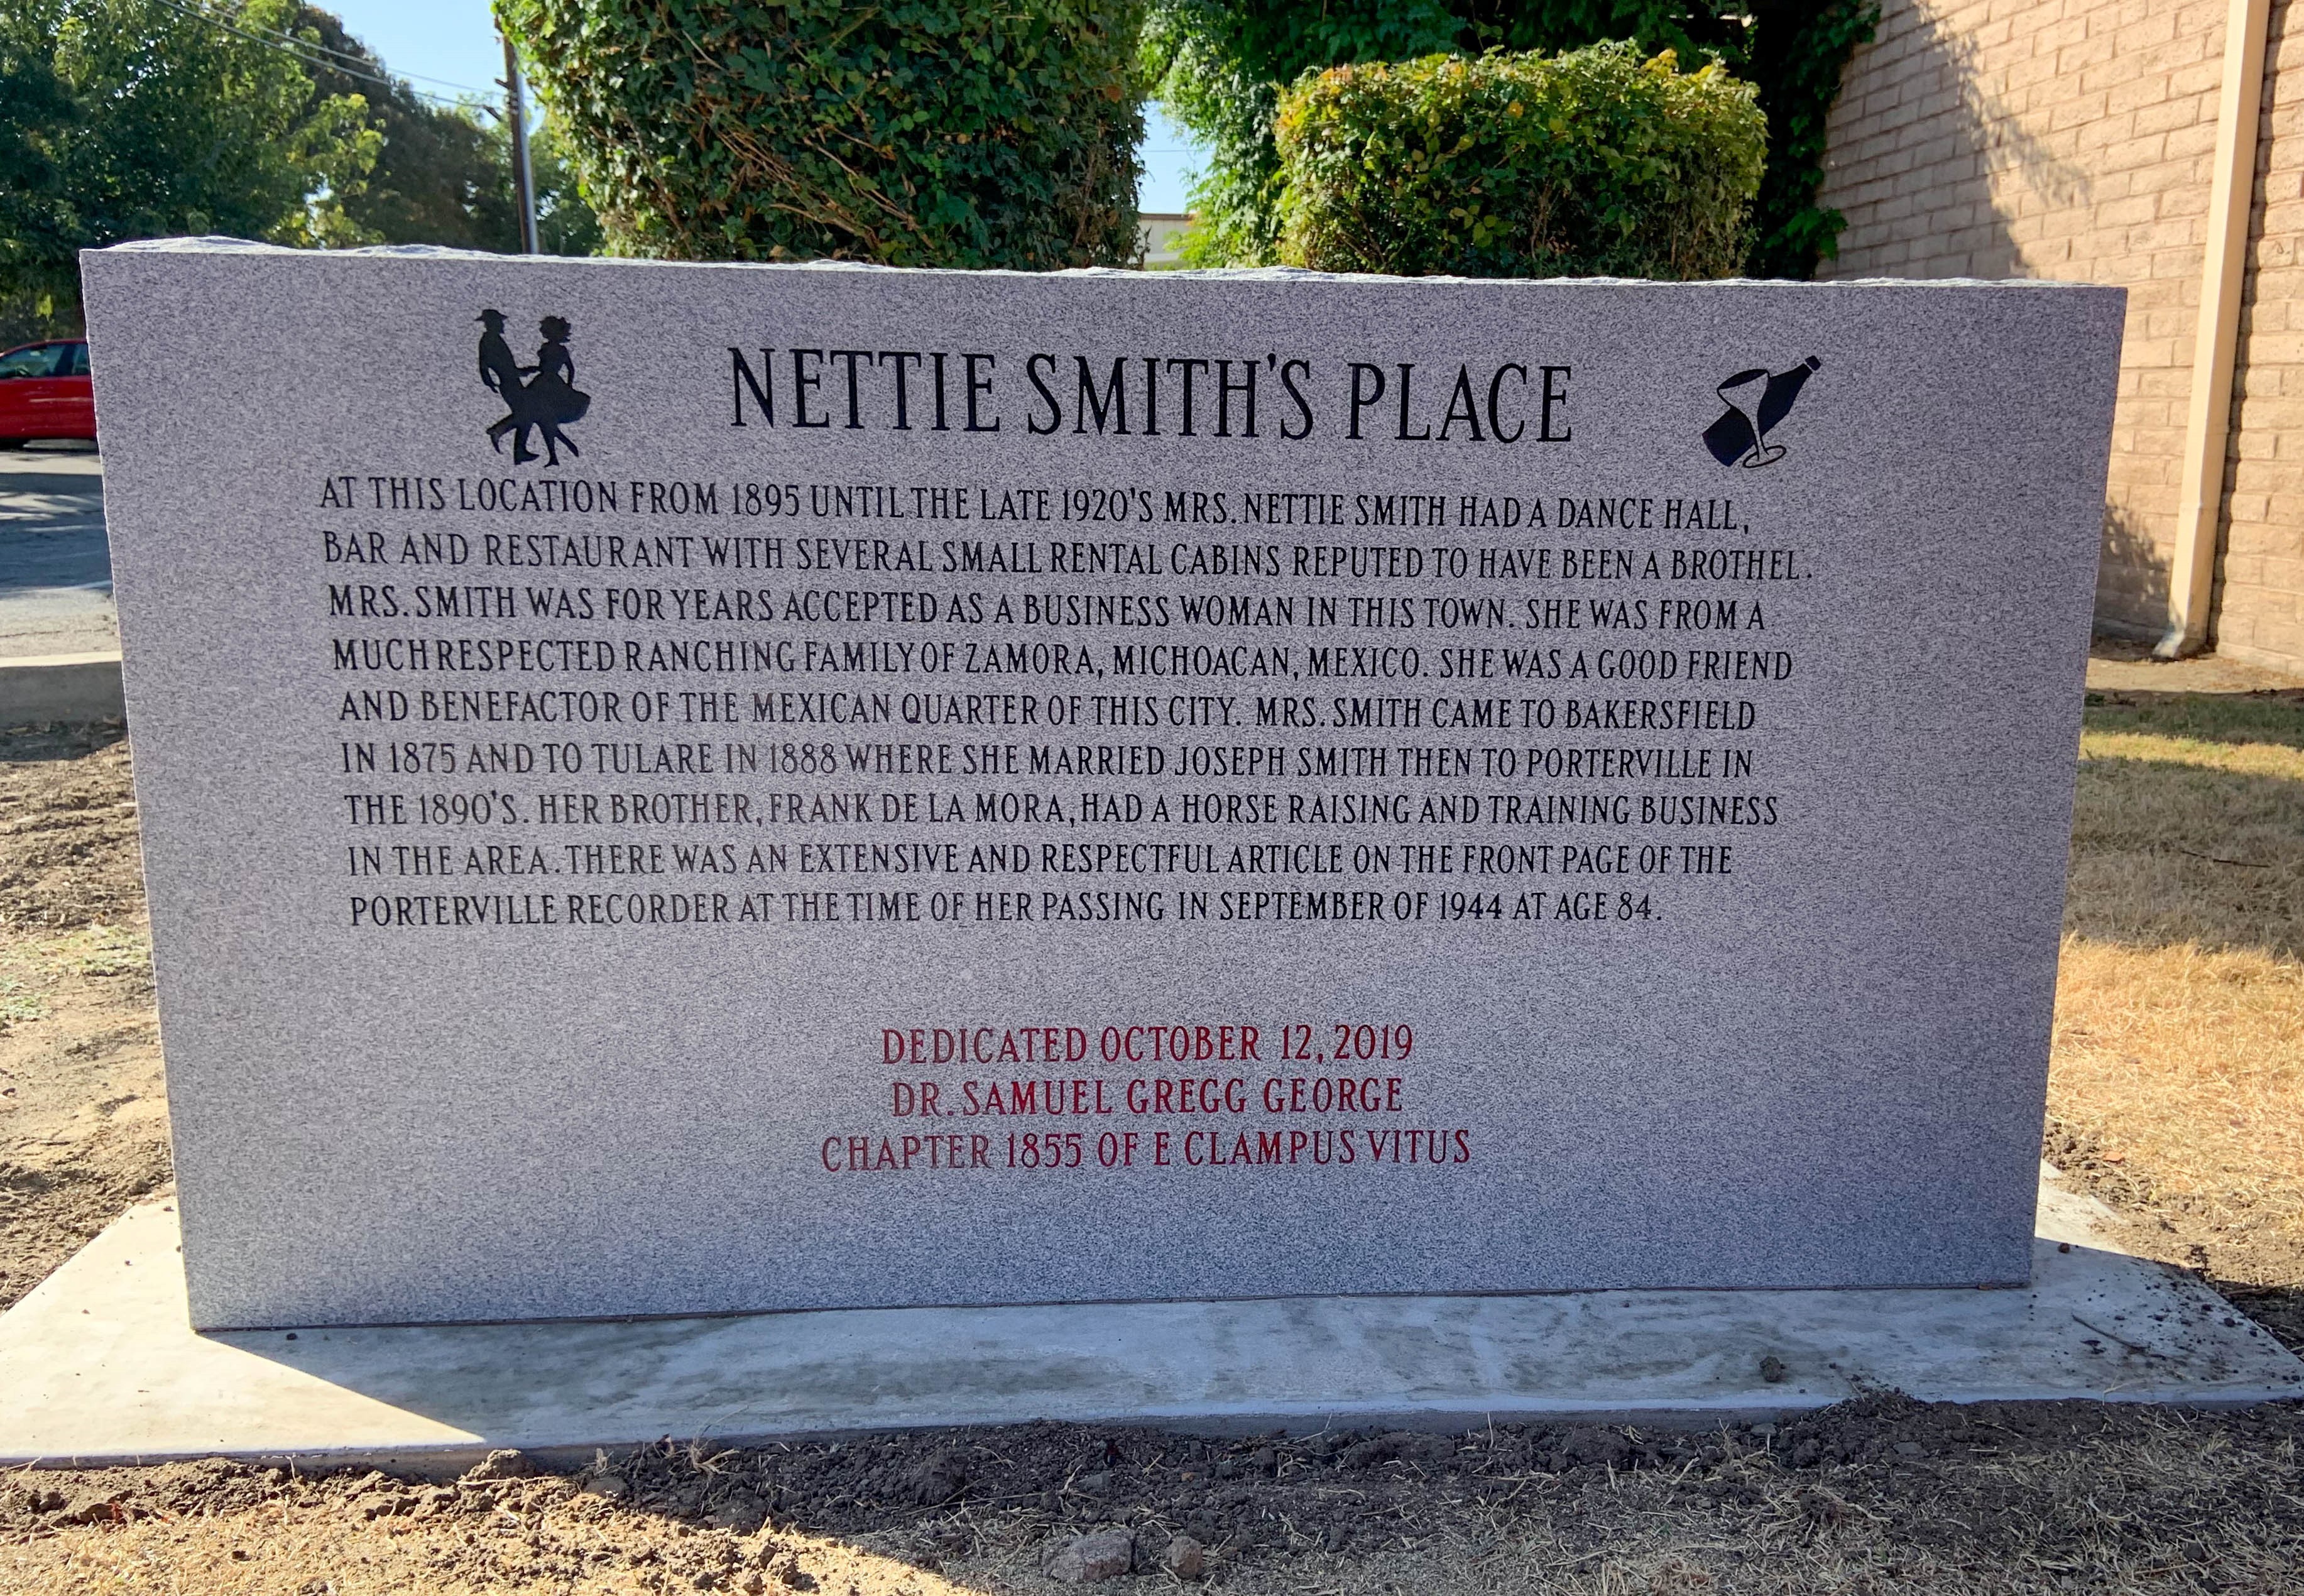 NETTIE SMITH'S PLACE
AT THIS LOCATION FROM 1895 UNTIL THE LATE 1920'S MRS. NETTIE SMITH HAD A DANCE HALL,
BAR AND RESTAURANT WITH SEVERAL SMALL RENTAL CABINS REPUTED TO HAVE BEEN A BROTHEL.
MRS. SMITH WAS FOR YEARS ACCEPTED AS A BUSINESS WOMAN IN THIS TOWN. SHE WAS FROM A
MUCH RESPECTED RANCHING FAMILY OF ZAMORA, MICHOACAN, MEXICO. SHE WAS A GOOD FRIEND
AND BENEFACTOR OF THE MEXICAN QUARTER OF THIS CITY. MRS. SMITH CAME TO BAKERSFIELD
IN 1875 AND TO TULARE IN 1888 WHERE SHE MARRIED JOSEPH SMITH THEN TO PORTERVILLE IN
THE 1890'S. HER BROTHER, FRANK DE LA MORA, HAD A HORSE RAISING AND TRAINING BUSINESS
IN THE AREA. THERE WAS AN EXTENSIVE AND RESPECTFUL ARTICLE ON THE FRONT PAGE OF THE
PORTERVILLE RECORDER AT THE TIME OF HER PASSING IN SEPTEMBER OF 1944 AT AGE 84.
DEDICATED OCTOBER 12, 2019
DR. SAMUEL GREGG GEORGE
CHAPTER 1855 OF E CLAMPUS VITUS